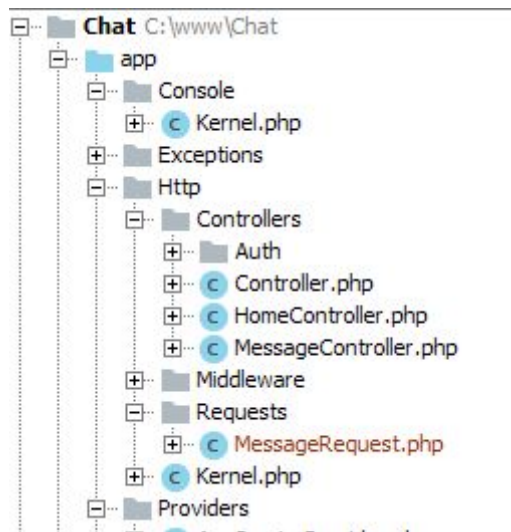 Chat C:\www\Chat
app
Console
C Kernel.php
Exceptions
Http
Controllers
Auth
C Controller.php
C HomeController.php
C MessageController.php
Middleware
Requests
C MessageRequest.php
C Kernel.php
Providers